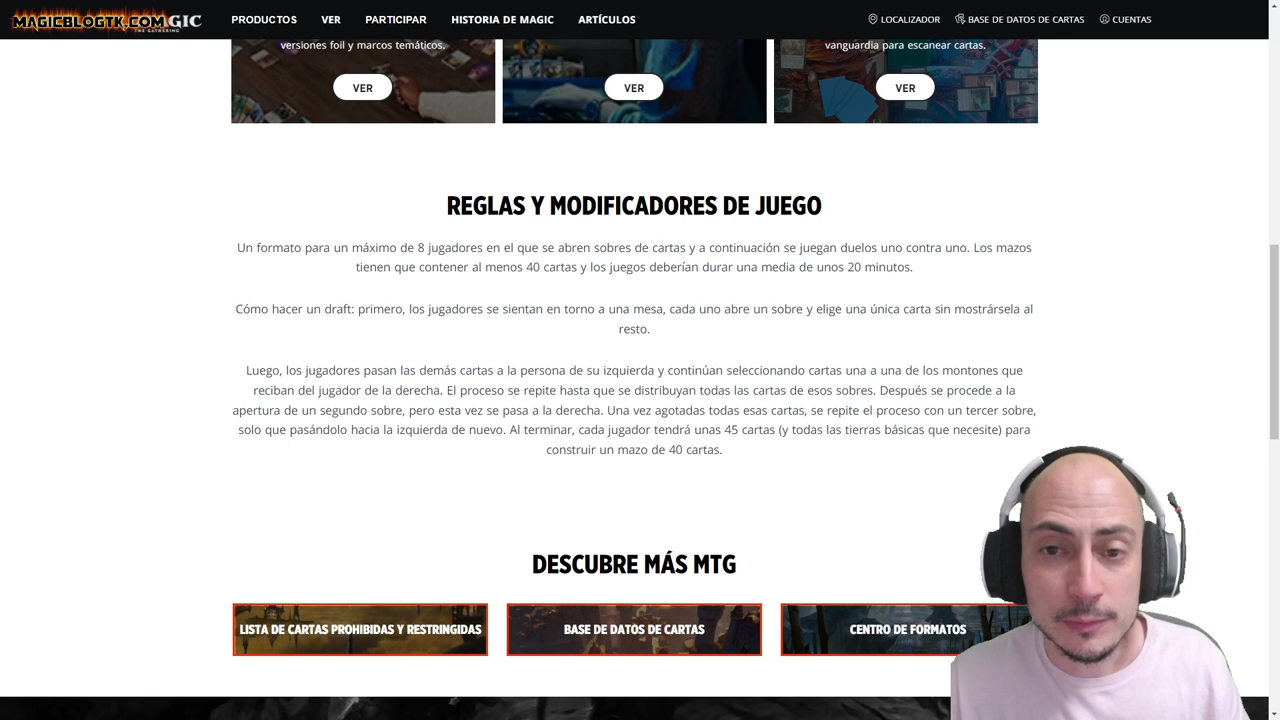 MAGICBLOGTK.COM GIC
THE GATHERING
PRODUCTOS VER PARTICIPAR HISTORIA DE MAGIC ARTÍCULOS LOCALIZADOR BASE DE DATOS DE CARTAS CUENTAS
versiones foil y marcos temáticos.
vanguardia para escanear cartas.
VER VER VER
REGLAS Y MODIFICADORES DE JUEGO
Un formato para un máximo de 8 jugadores en el que se abren sobres de cartas y a continuación se juegan duelos uno contra uno. Los mazos
tienen que contener al menos 40 cartas y los juegos deberían durar una media de unos 20 minutos.
Cómo hacer un draft: primero, los jugadores se sientan en torno a una mesa, cada uno abre un sobre y elige una única carta sin mostrársela al
resto.
Luego, los jugadores pasan las demás cartas a la persona de su izquierda y continúan seleccionando cartas una a una de los montones que
reciban del jugador de la derecha. El proceso se repite hasta que se distribuyan todas las cartas de esos sobres. Después se procede a la
apertura de un segundo sobre, pero esta vez se pasa a la derecha. Una vez agotadas todas esas cartas, se repite el proceso con un tercer sobre,
solo que pasándolo hacia la izquierda de nuevo. Al terminar, cada jugador tendrá unas 45 cartas (y todas las tierras básicas que necesite) para
construir un mazo de 40 cartas.
DESCUBRE MÁS MTG
LISTA DE CARTAS PROHIBIDAS Y RESTRINGIDAS BASE DE DATOS DE CARTAS CENTRO DE FORMATOS